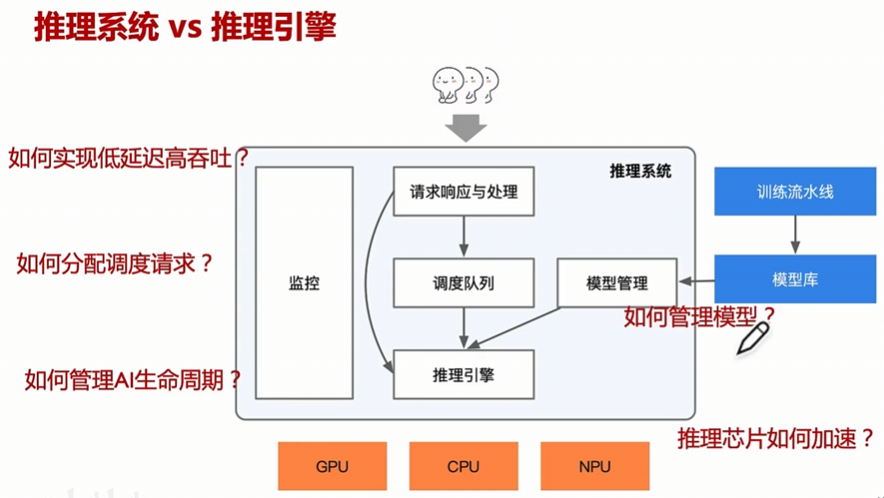 推理系统 vs 推理引擎
如何实现低延迟高吞吐？
推理系统
请求响应与处理
训练流水线
如何分配调度请求？
监控
调度队列
模型管理
模型库
如何管理模型？
如何管理AI生命周期？
推理引擎
推理芯片如何加速？
GPU
CPU
NPU